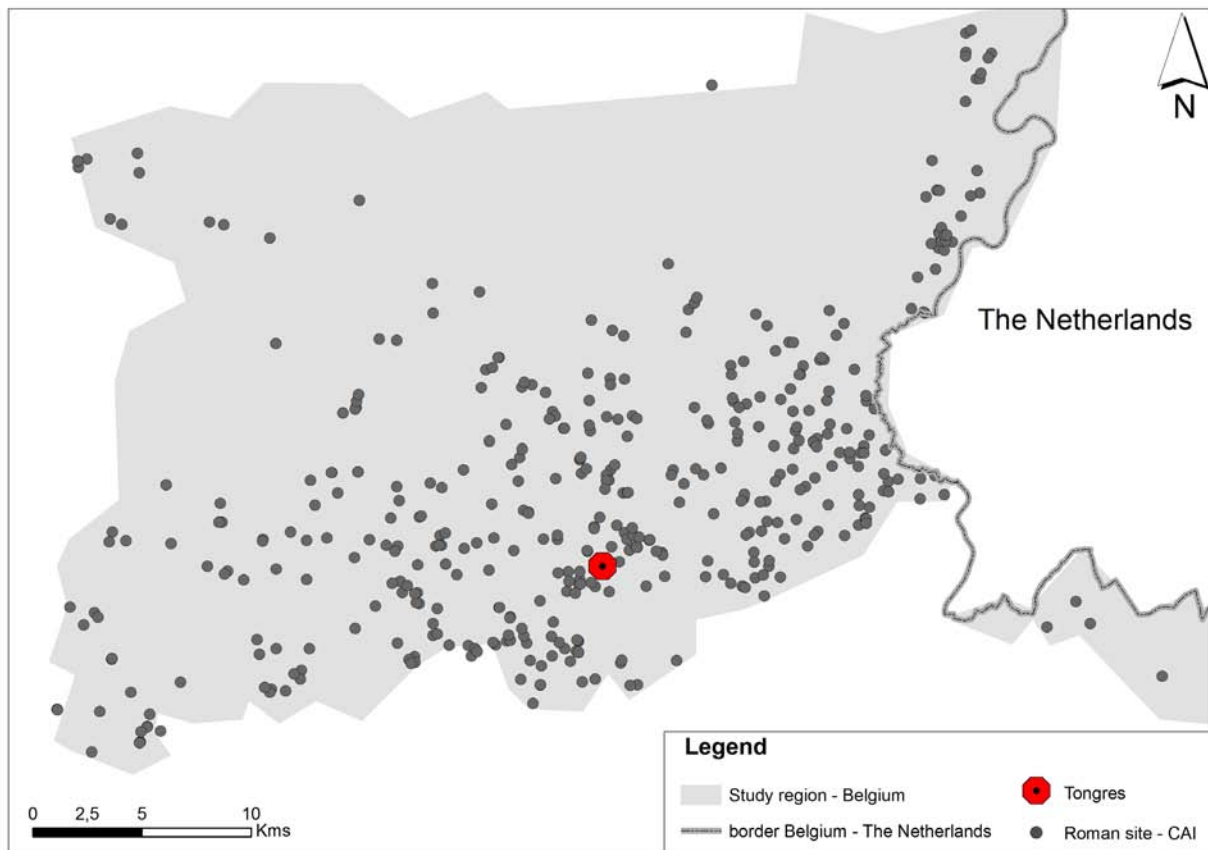 N
The Netherlands
Legend
Study region - Belgium
Tongres
border Belgium - The Netherlands
Roman site - CAI
0 2,5 5 10
Kms